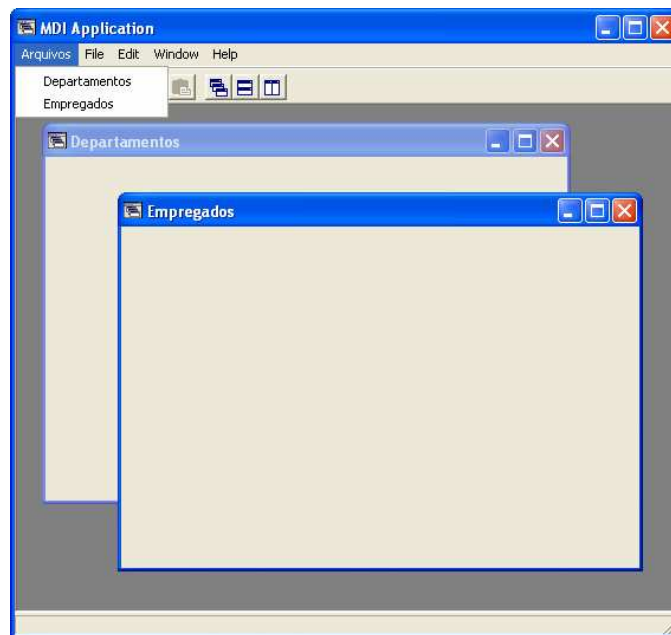 MDI Application
Arquivos File Edit Window Help
Departamentos
Empregados
Departamentos
Empregados